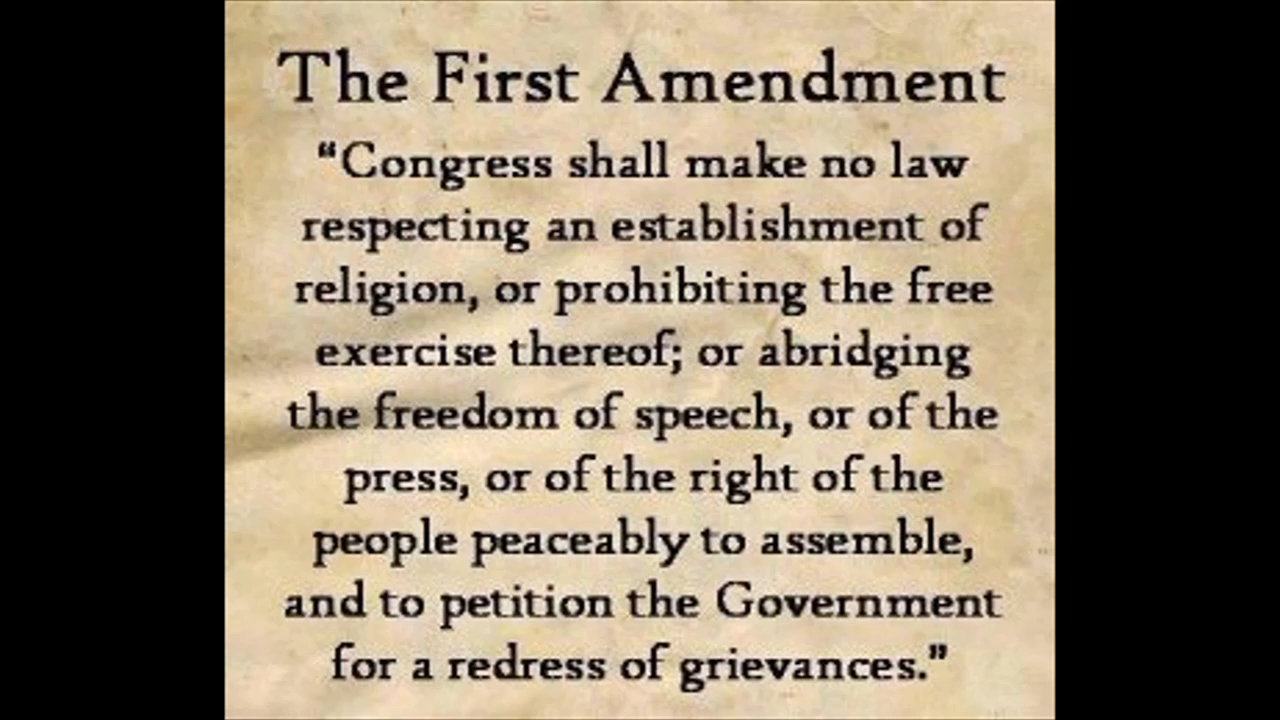 The First Amendment
“Congress shall make no law
respecting an establishment of
religion, or prohibiting the free
exercise thereof; or abridging
the freedom of speech, or of the
press, or of the right of the
people peaceably to assemble,
and to petition the Government
for a redress of grievances.”